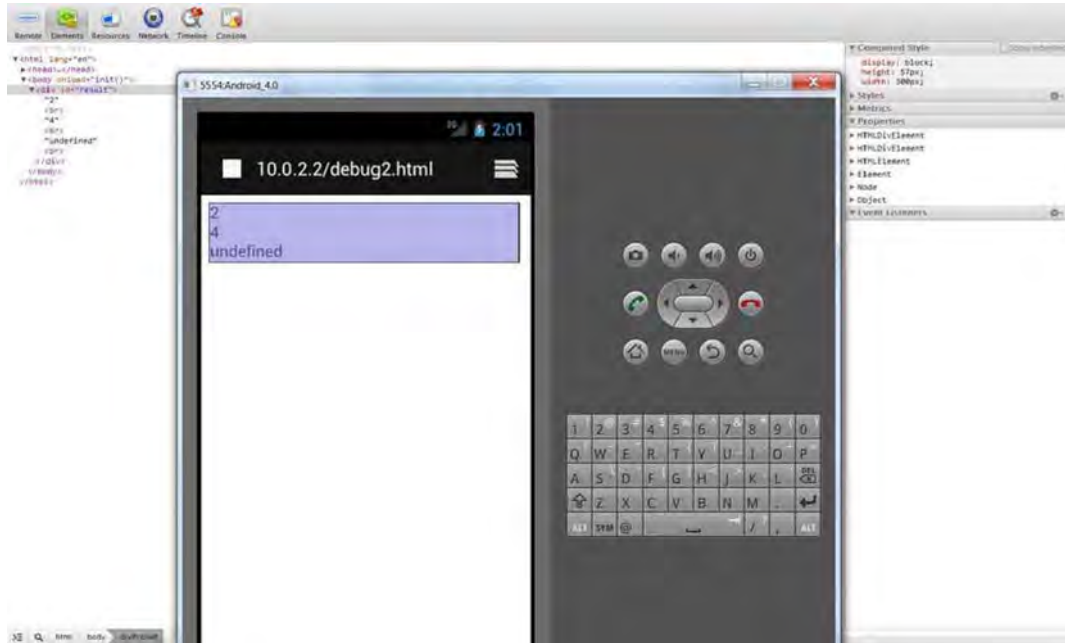 Remote Elements Resources Network Timeline Console
▼<html lang="en">
▶<head>…</head>
▼<body onload="init()">
▼<div id="result">
"2"
<br>
"4"
<br>
"undefined"
<br>
</div>
</body>
</html>
5554:Android_4.0
3G 2:01
10.0.2.2/debug2.html
2
4
undefined
MENU
1 2 3 4 5 6 7 8 9 0
Q W E R T Y U I O P
A S D F G H J K L DEL
Z X C V B N M .
ALT SYM @ / , ALT
▼ Computed Style
display: block;
height: 57px;
width: 300px;
▶ Styles
▶ Metrics
▼ Properties
▶ HTMLDivElement
▶ HTMLDivElement
▶ HTMLElement
▶ Element
▶ Node
▶ Object
▼ Event Listeners
html body div#result